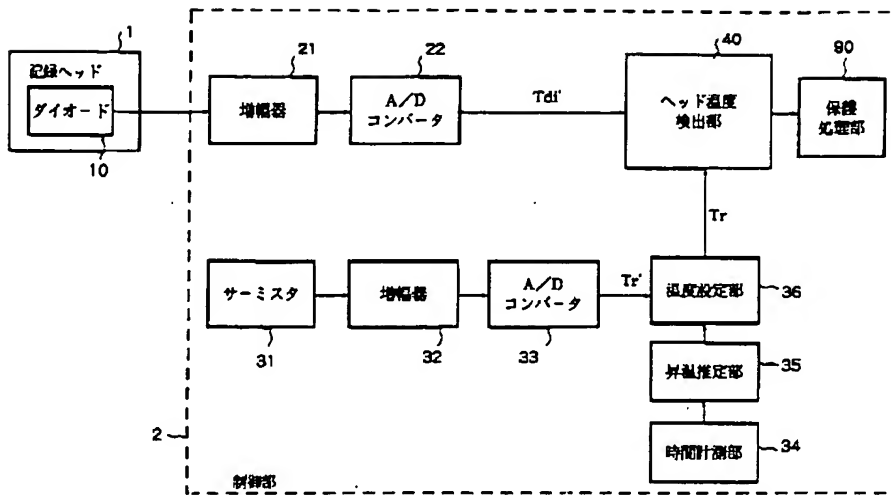 1
2
21
22
40
90
記録ヘッド
ダイオード
10
増幅器
A/D
コンバータ
Tdi'
ヘッド温度
検出部
保護
処理部
Tr
サーミスタ
31
増幅器
32
A/D
コンバータ
33
Tr'
温度設定部
36
昇温推定部
35
時間計測部
34
2
制御部